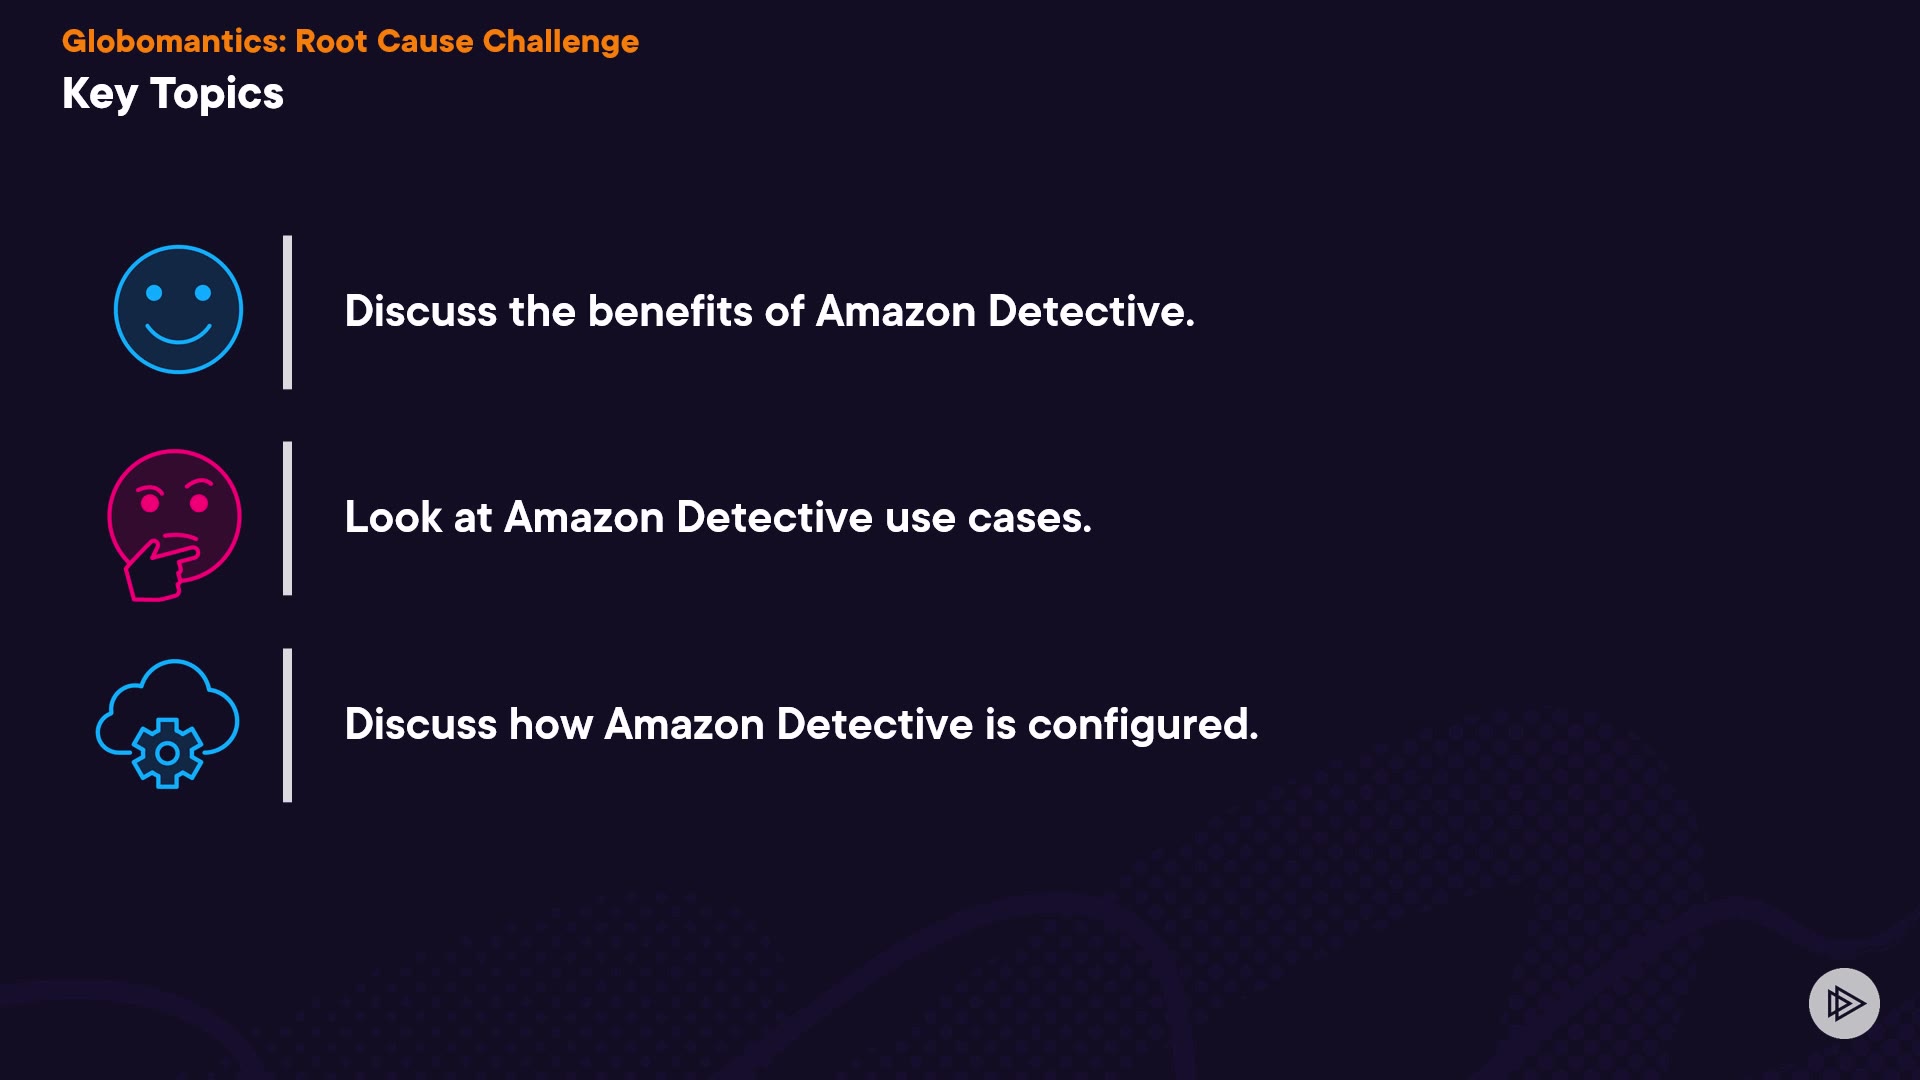 Globomantics: Root Cause Challenge
Key Topics
Discuss the benefits of Amazon Detective.
Look at Amazon Detective use cases.
Discuss how Amazon Detective is configured.